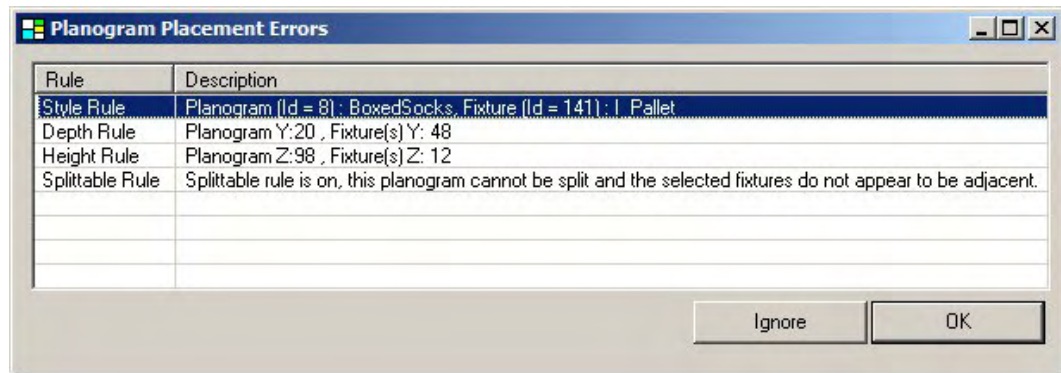 Planogram Placement Errors
Rule Description
Style Rule Planogram (Id = 8) : BoxedSocks, Fixture (Id = 141) : | Pallet
Depth Rule Planogram Y:20 , Fixture(s) Y: 48
Height Rule Planogram Z:98 , Fixture(s) Z: 12
Splittable Rule Splittable rule is on, this planogram cannot be split and the selected fixtures do not appear to be adjacent.
Ignore OK